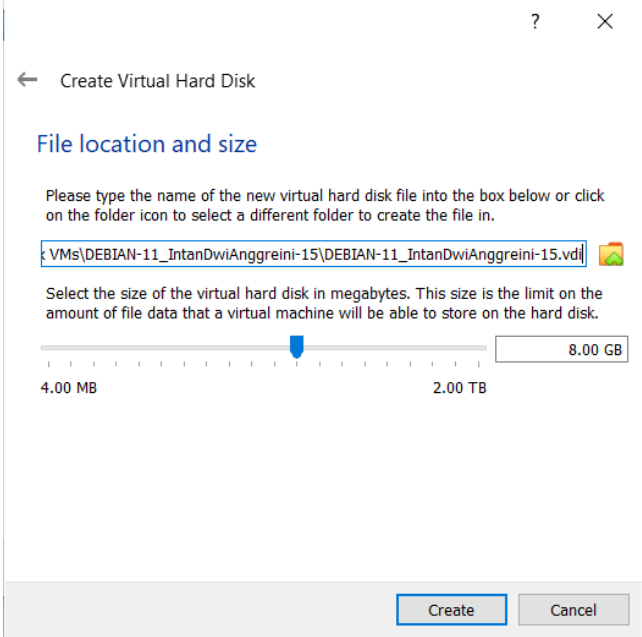 ?
Create Virtual Hard Disk
File location and size
Please type the name of the new virtual hard disk file into the box below or click
on the folder icon to select a different folder to create the file in.
VMs\DEBIAN-11_IntanDwiAnggreini-15\DEBIAN-11_IntanDwiAnggreini-15.vdi
Select the size of the virtual hard disk in megabytes. This size is the limit on the
amount of file data that a virtual machine will be able to store on the hard disk.
8.00 GB
4.00 MB 2.00 TB
Create Cancel